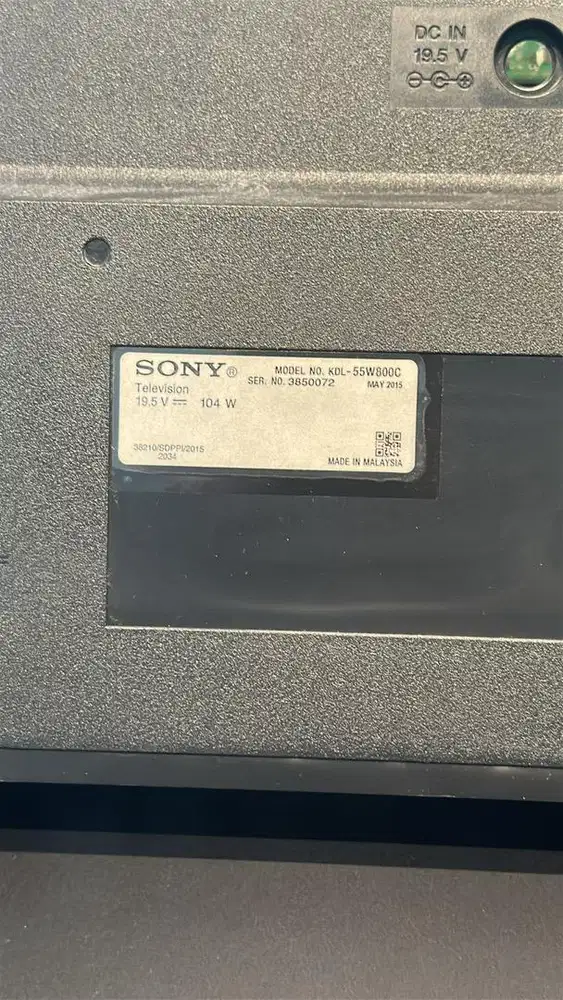 DC IN
19.5 V
SONY®
MODEL NO. KDL-55W800C
Television
SER. NO. 3850072
MAY 2015
19.5 V ⎓ 104 W
38210/SDPPI/2015
2034
MADE IN MALAYSIA